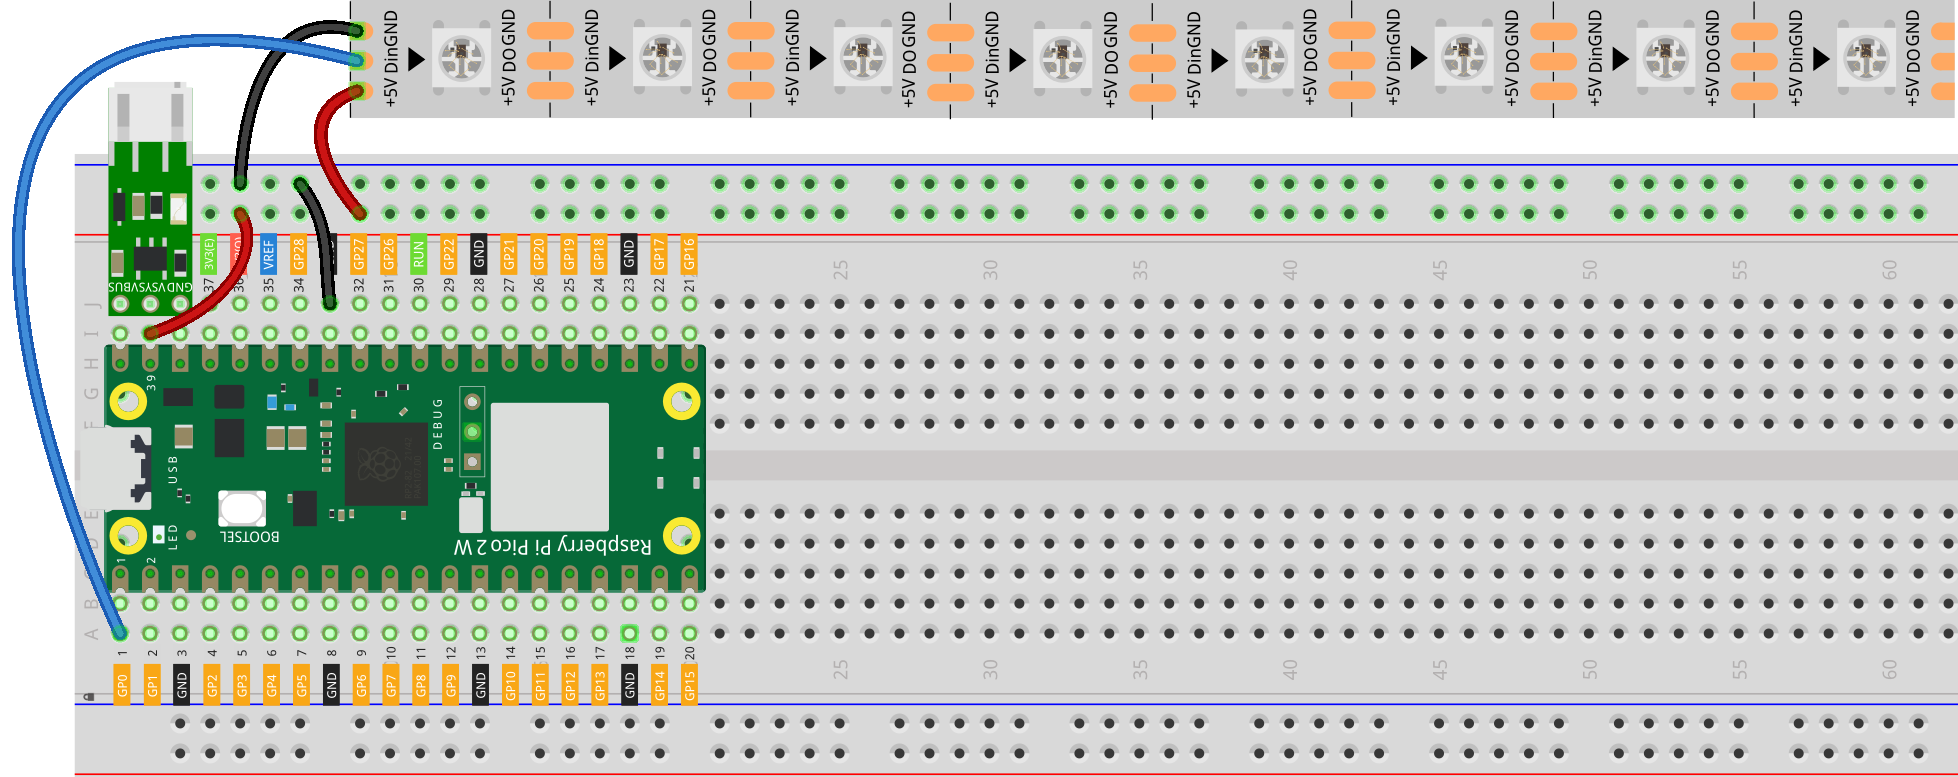 +5V DinGND +5V DO GND +5V DinGND +5V DO GND +5V DinGND +5V DO GND +5V DinGND +5V DO GND +5V DinGND +5V DO GND +5V DinGND +5V DO GND +5V DinGND +5V DO GND +5V DinGND +5V DO GND
3V3(E) VREF GP28 GP27 GP26 RUN GP22 GND GP21 GP20 GP19 GP18 GND GP17 GP16
BUS VSYS VGND
37 36 35 34 32 31 30 29 28 27 26 25 24 23 22 21
25 30 35 40 45 50 55 60
J
I
H
G
F
39
DEBUG
USB
BOOTSEL
LED
Raspberry Pi Pico 2 W
1 2
E
D
B
A
1 2 3 4 5 6 7 8 9 10 11 12 13 14 15 16 17 18 19 20
25 30 35 40 45 50 55 60
GP0 GP1 GND GP2 GP3 GP4 GP5 GND GP6 GP7 GP8 GP9 GND GP10 GP11 GP12 GP13 GND GP14 GP15